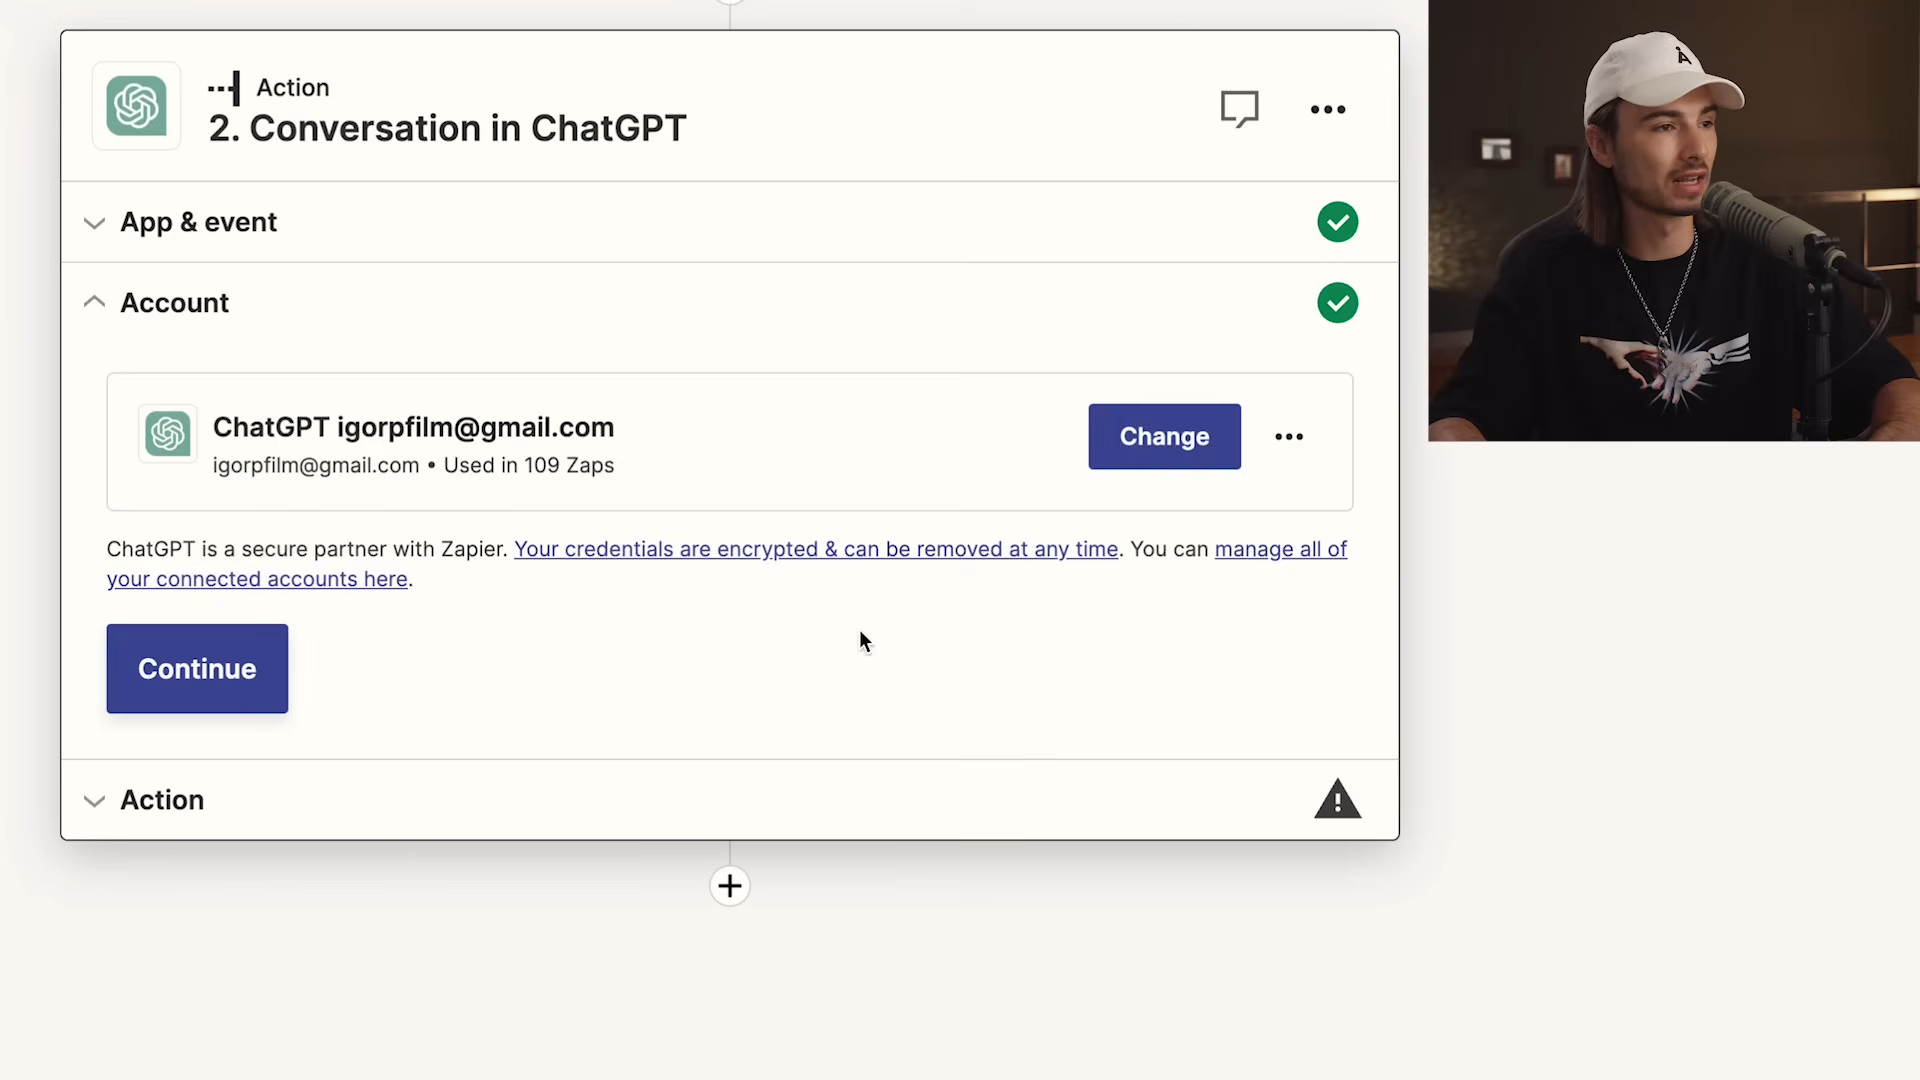 Action
2. Conversation in ChatGPT
App & event
Account
ChatGPT igorpfilm@gmail.com
igorpfilm@gmail.com • Used in 109 Zaps
Change
ChatGPT is a secure partner with Zapier. Your credentials are encrypted & can be removed at any time. You can manage all of
your connected accounts here.
Continue
Action